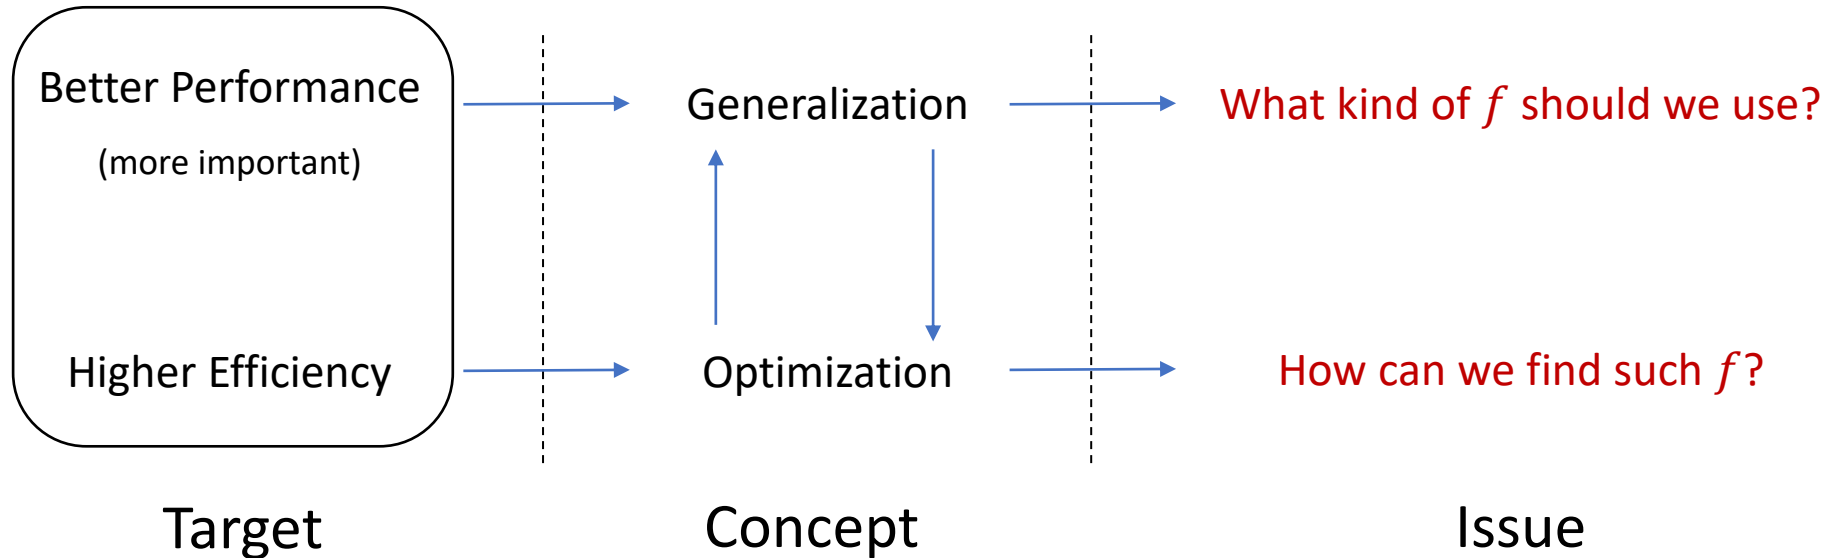 Better Performance
(more important)
Generalization
What kind of f should we use?
Higher Efficiency
Optimization
How can we find such f?
Target
Concept
Issue